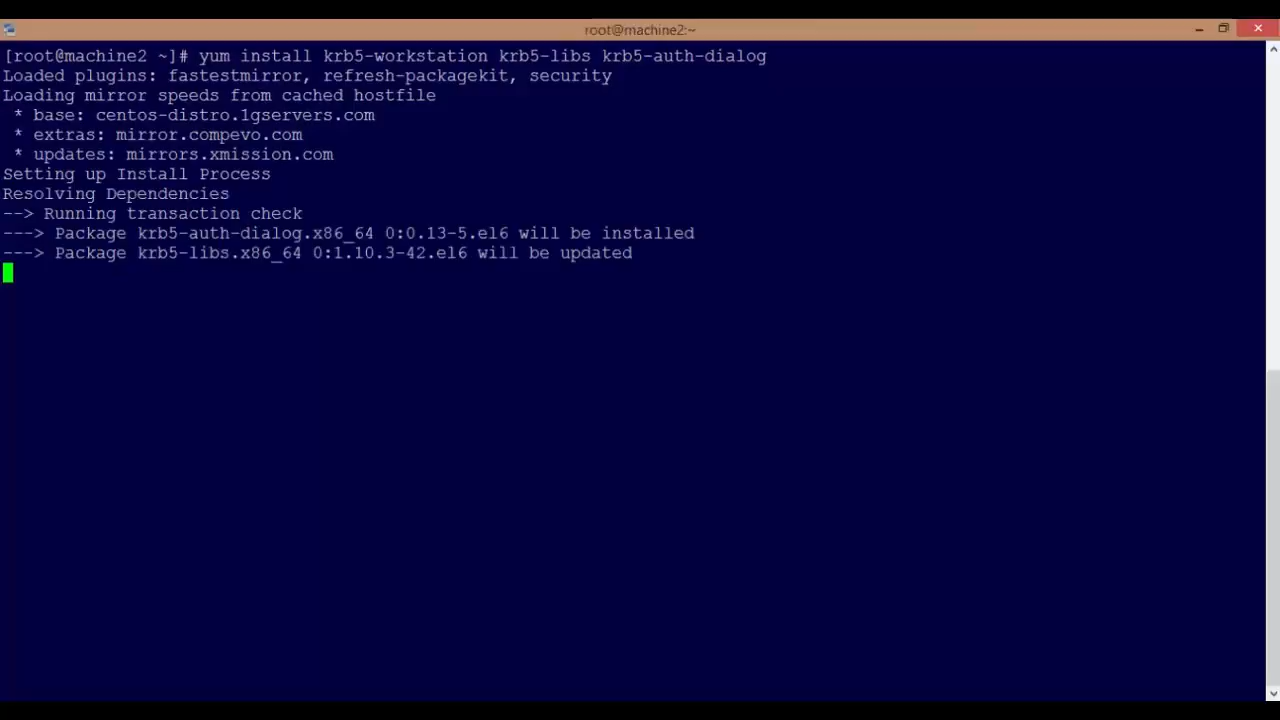 root@machine2:~
[root@machine2 ~]# yum install krb5-workstation krb5-libs krb5-auth-dialog
Loaded plugins: fastestmirror, refresh-packagekit, security
Loading mirror speeds from cached hostfile
 * base: centos-distro.1gservers.com
 * extras: mirror.compevo.com
 * updates: mirrors.xmission.com
Setting up Install Process
Resolving Dependencies
--> Running transaction check
---> Package krb5-auth-dialog.x86_64 0:0.13-5.el6 will be installed
---> Package krb5-libs.x86_64 0:1.10.3-42.el6 will be updated